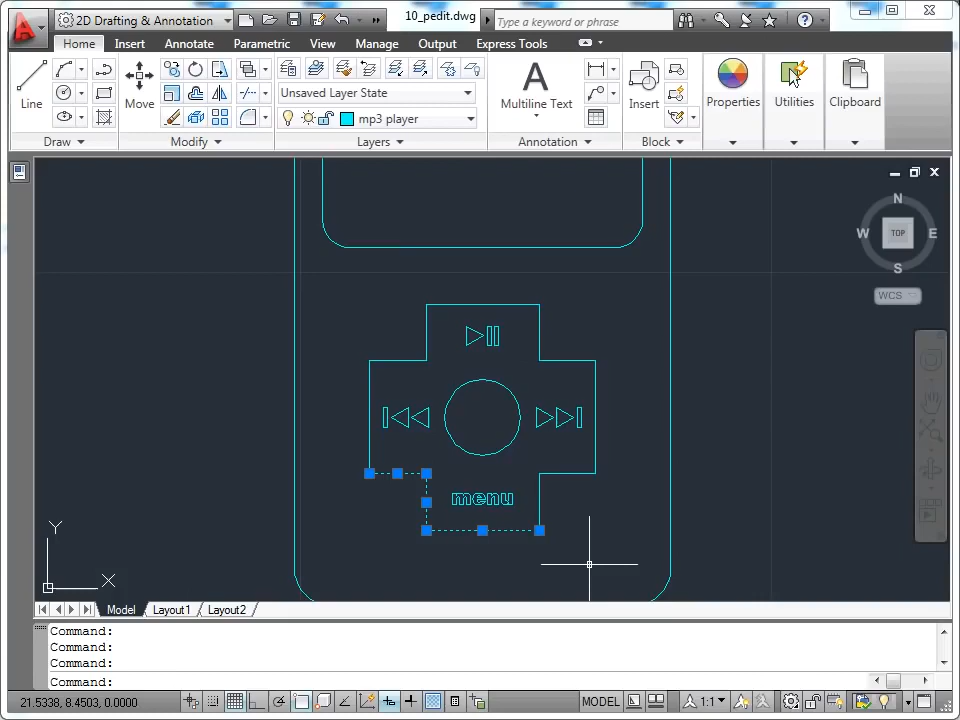 2D Drafting & Annotation
10_pedit.dwg
Type a keyword or phrase
Home Insert Annotate Parametric View Manage Output Express Tools
Line
Move
Unsaved Layer State
mp3 player
Multiline Text
Insert
Properties
Utilities
Clipboard
Draw
Modify
Layers
Annotation
Block
N
W
TOP
E
S
WCS
menu
Y
X
Model Layout1 Layout2
Command:
Command:
Command:
Command:
21.5338, 8.4503, 0.0000
MODEL
1:1